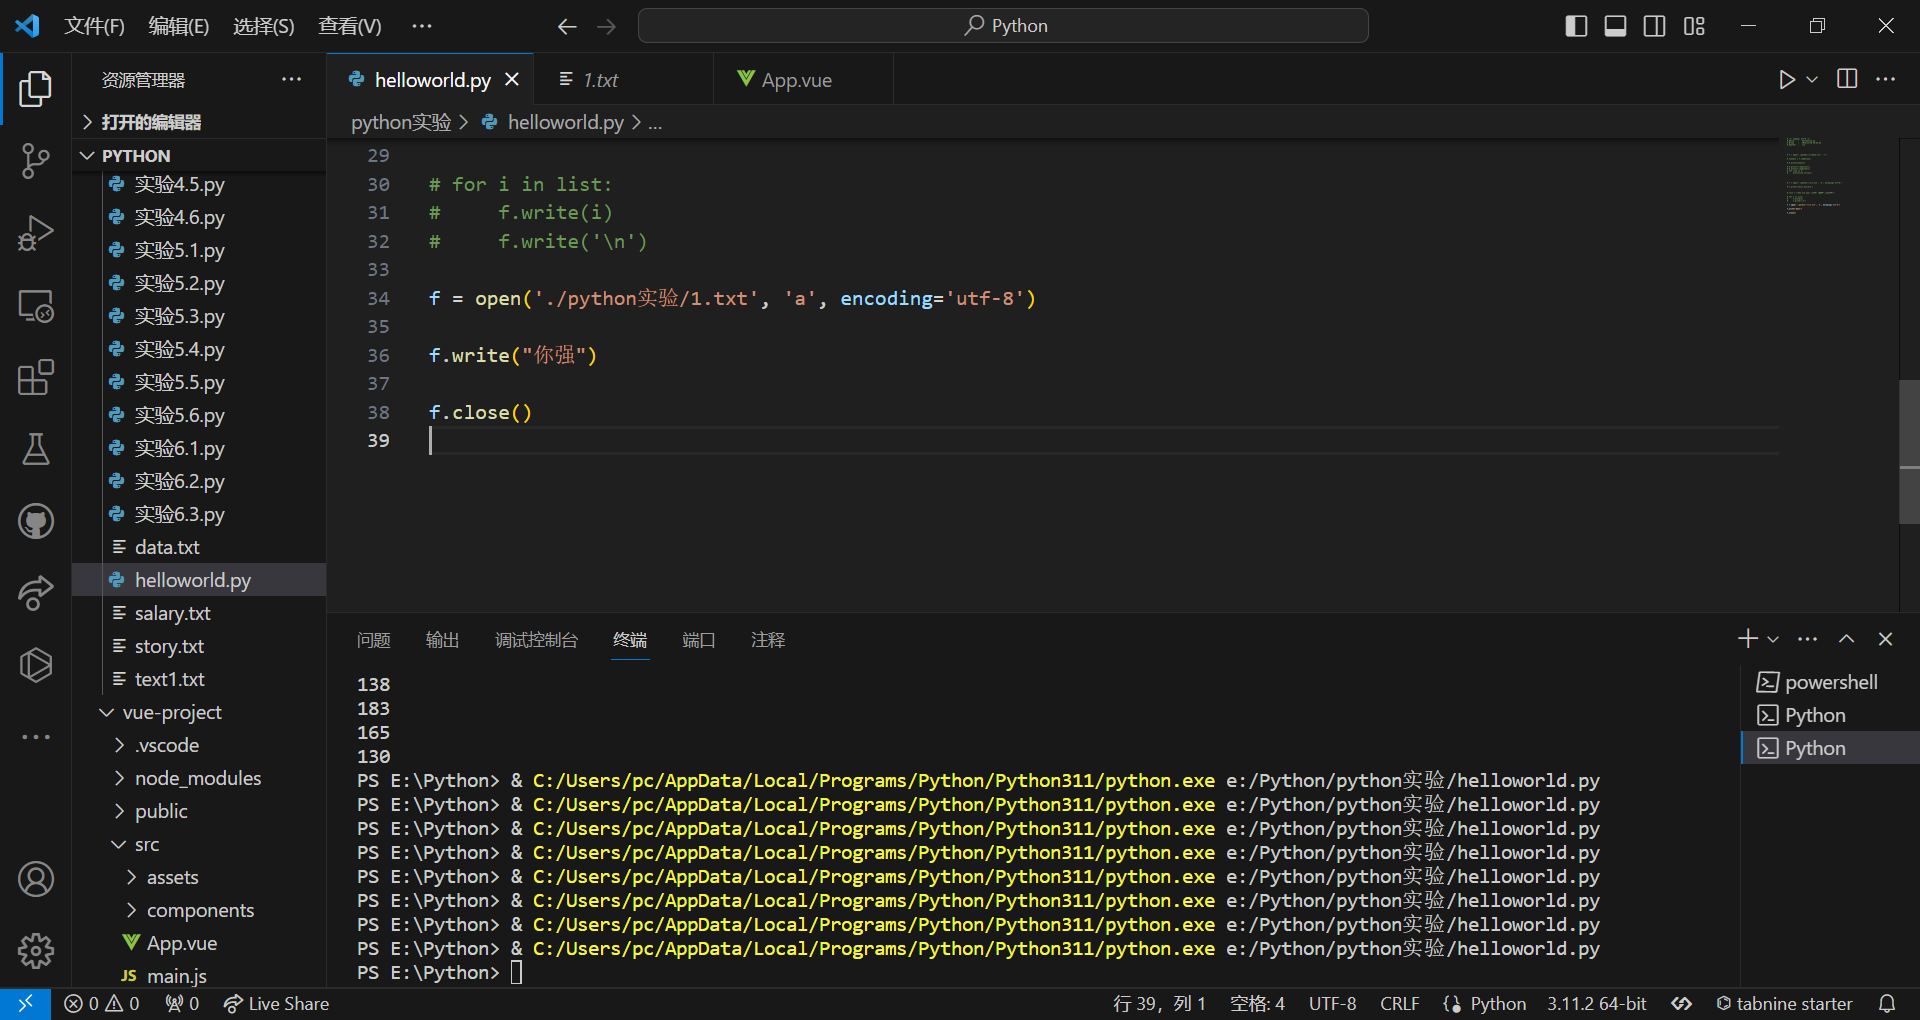 文件(F) 编辑(E) 选择(S) 查看(V) ··· Python
资源管理器 ···
打开的编辑器
PYTHON
实验4.5.py
实验4.6.py
实验5.1.py
实验5.2.py
实验5.3.py
实验5.4.py
实验5.5.py
实验5.6.py
实验6.1.py
实验6.2.py
实验6.3.py
data.txt
helloworld.py
salary.txt
story.txt
text1.txt
vue-project
.vscode
node_modules
public
src
assets
components
App.vue
JS main.js
helloworld.py 1.txt App.vue
python实验 > helloworld.py > ...
29
30 # for i in list:
31 #     f.write(i)
32 #     f.write('\n')
33
34 f = open('./python实验/1.txt', 'a', encoding='utf-8')
35
36 f.write("你强")
37
38 f.close()
39
问题 输出 调试控制台 终端 端口 注释
138
183
165
130
PS E:\Python> & C:/Users/pc/AppData/Local/Programs/Python/Python311/python.exe e:/Python/python实验/helloworld.py
PS E:\Python> & C:/Users/pc/AppData/Local/Programs/Python/Python311/python.exe e:/Python/python实验/helloworld.py
PS E:\Python> & C:/Users/pc/AppData/Local/Programs/Python/Python311/python.exe e:/Python/python实验/helloworld.py
PS E:\Python> & C:/Users/pc/AppData/Local/Programs/Python/Python311/python.exe e:/Python/python实验/helloworld.py
PS E:\Python> & C:/Users/pc/AppData/Local/Programs/Python/Python311/python.exe e:/Python/python实验/helloworld.py
PS E:\Python> & C:/Users/pc/AppData/Local/Programs/Python/Python311/python.exe e:/Python/python实验/helloworld.py
PS E:\Python> & C:/Users/pc/AppData/Local/Programs/Python/Python311/python.exe e:/Python/python实验/helloworld.py
PS E:\Python> & C:/Users/pc/AppData/Local/Programs/Python/Python311/python.exe e:/Python/python实验/helloworld.py
PS E:\Python>
powershell
Python
Python
0 0 0 Live Share 行 39，列 1 空格: 4 UTF-8 CRLF Python 3.11.2 64-bit tabnine starter